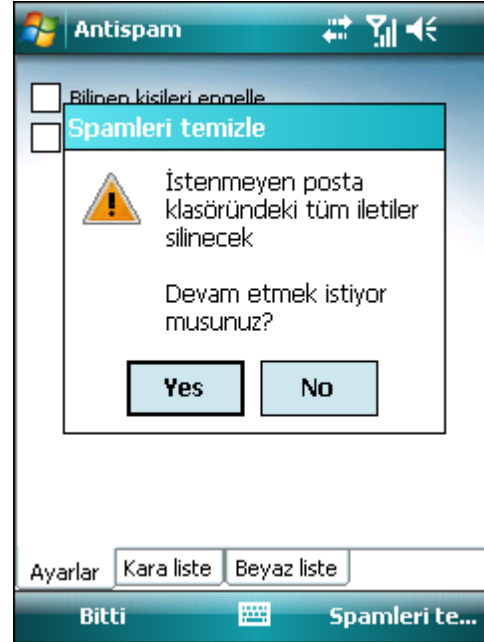 Antispam
Bilinen kişileri engelle
Spamleri temizle
İstenmeyen posta
klasöründeki tüm iletiler
silinecek
Devam etmek istiyor
musunuz?
Yes No
Ayarlar Kara liste Beyaz liste
Bitti Spamleri te...